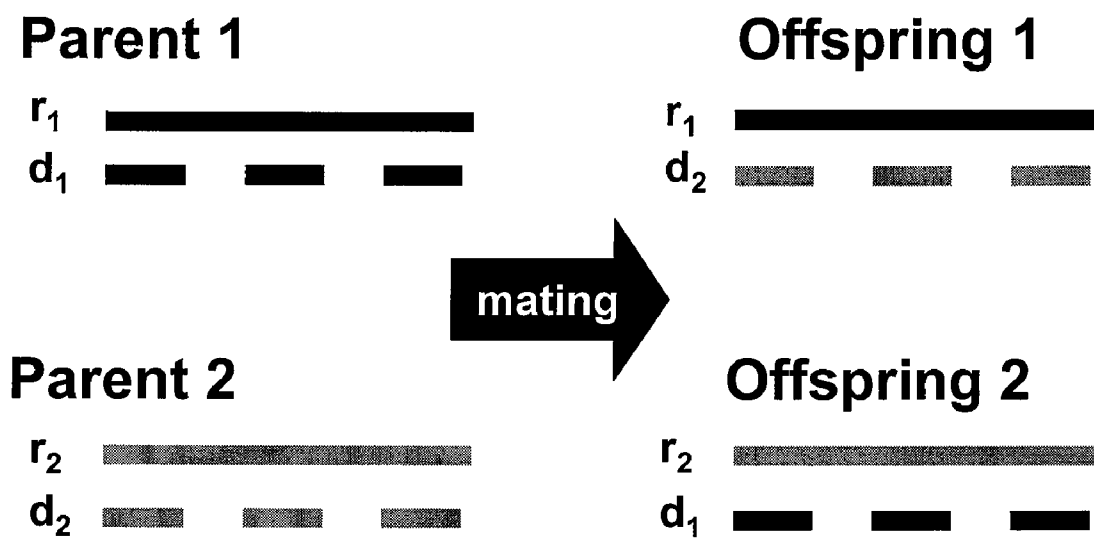 Parent 1
r1
d1
Offspring 1
r1
d2
mating
Parent 2
r2
d2
Offspring 2
r2
d1